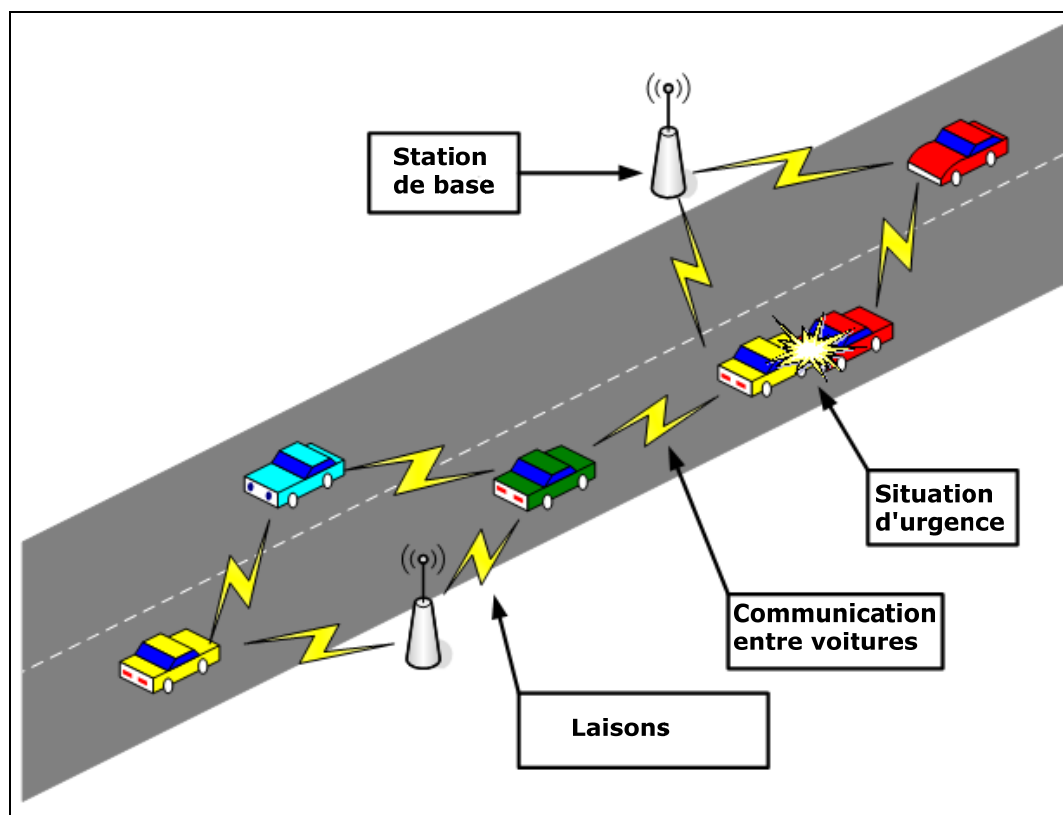 Station
de base
Situation
d'urgence
Communication
entre voitures
Laisons